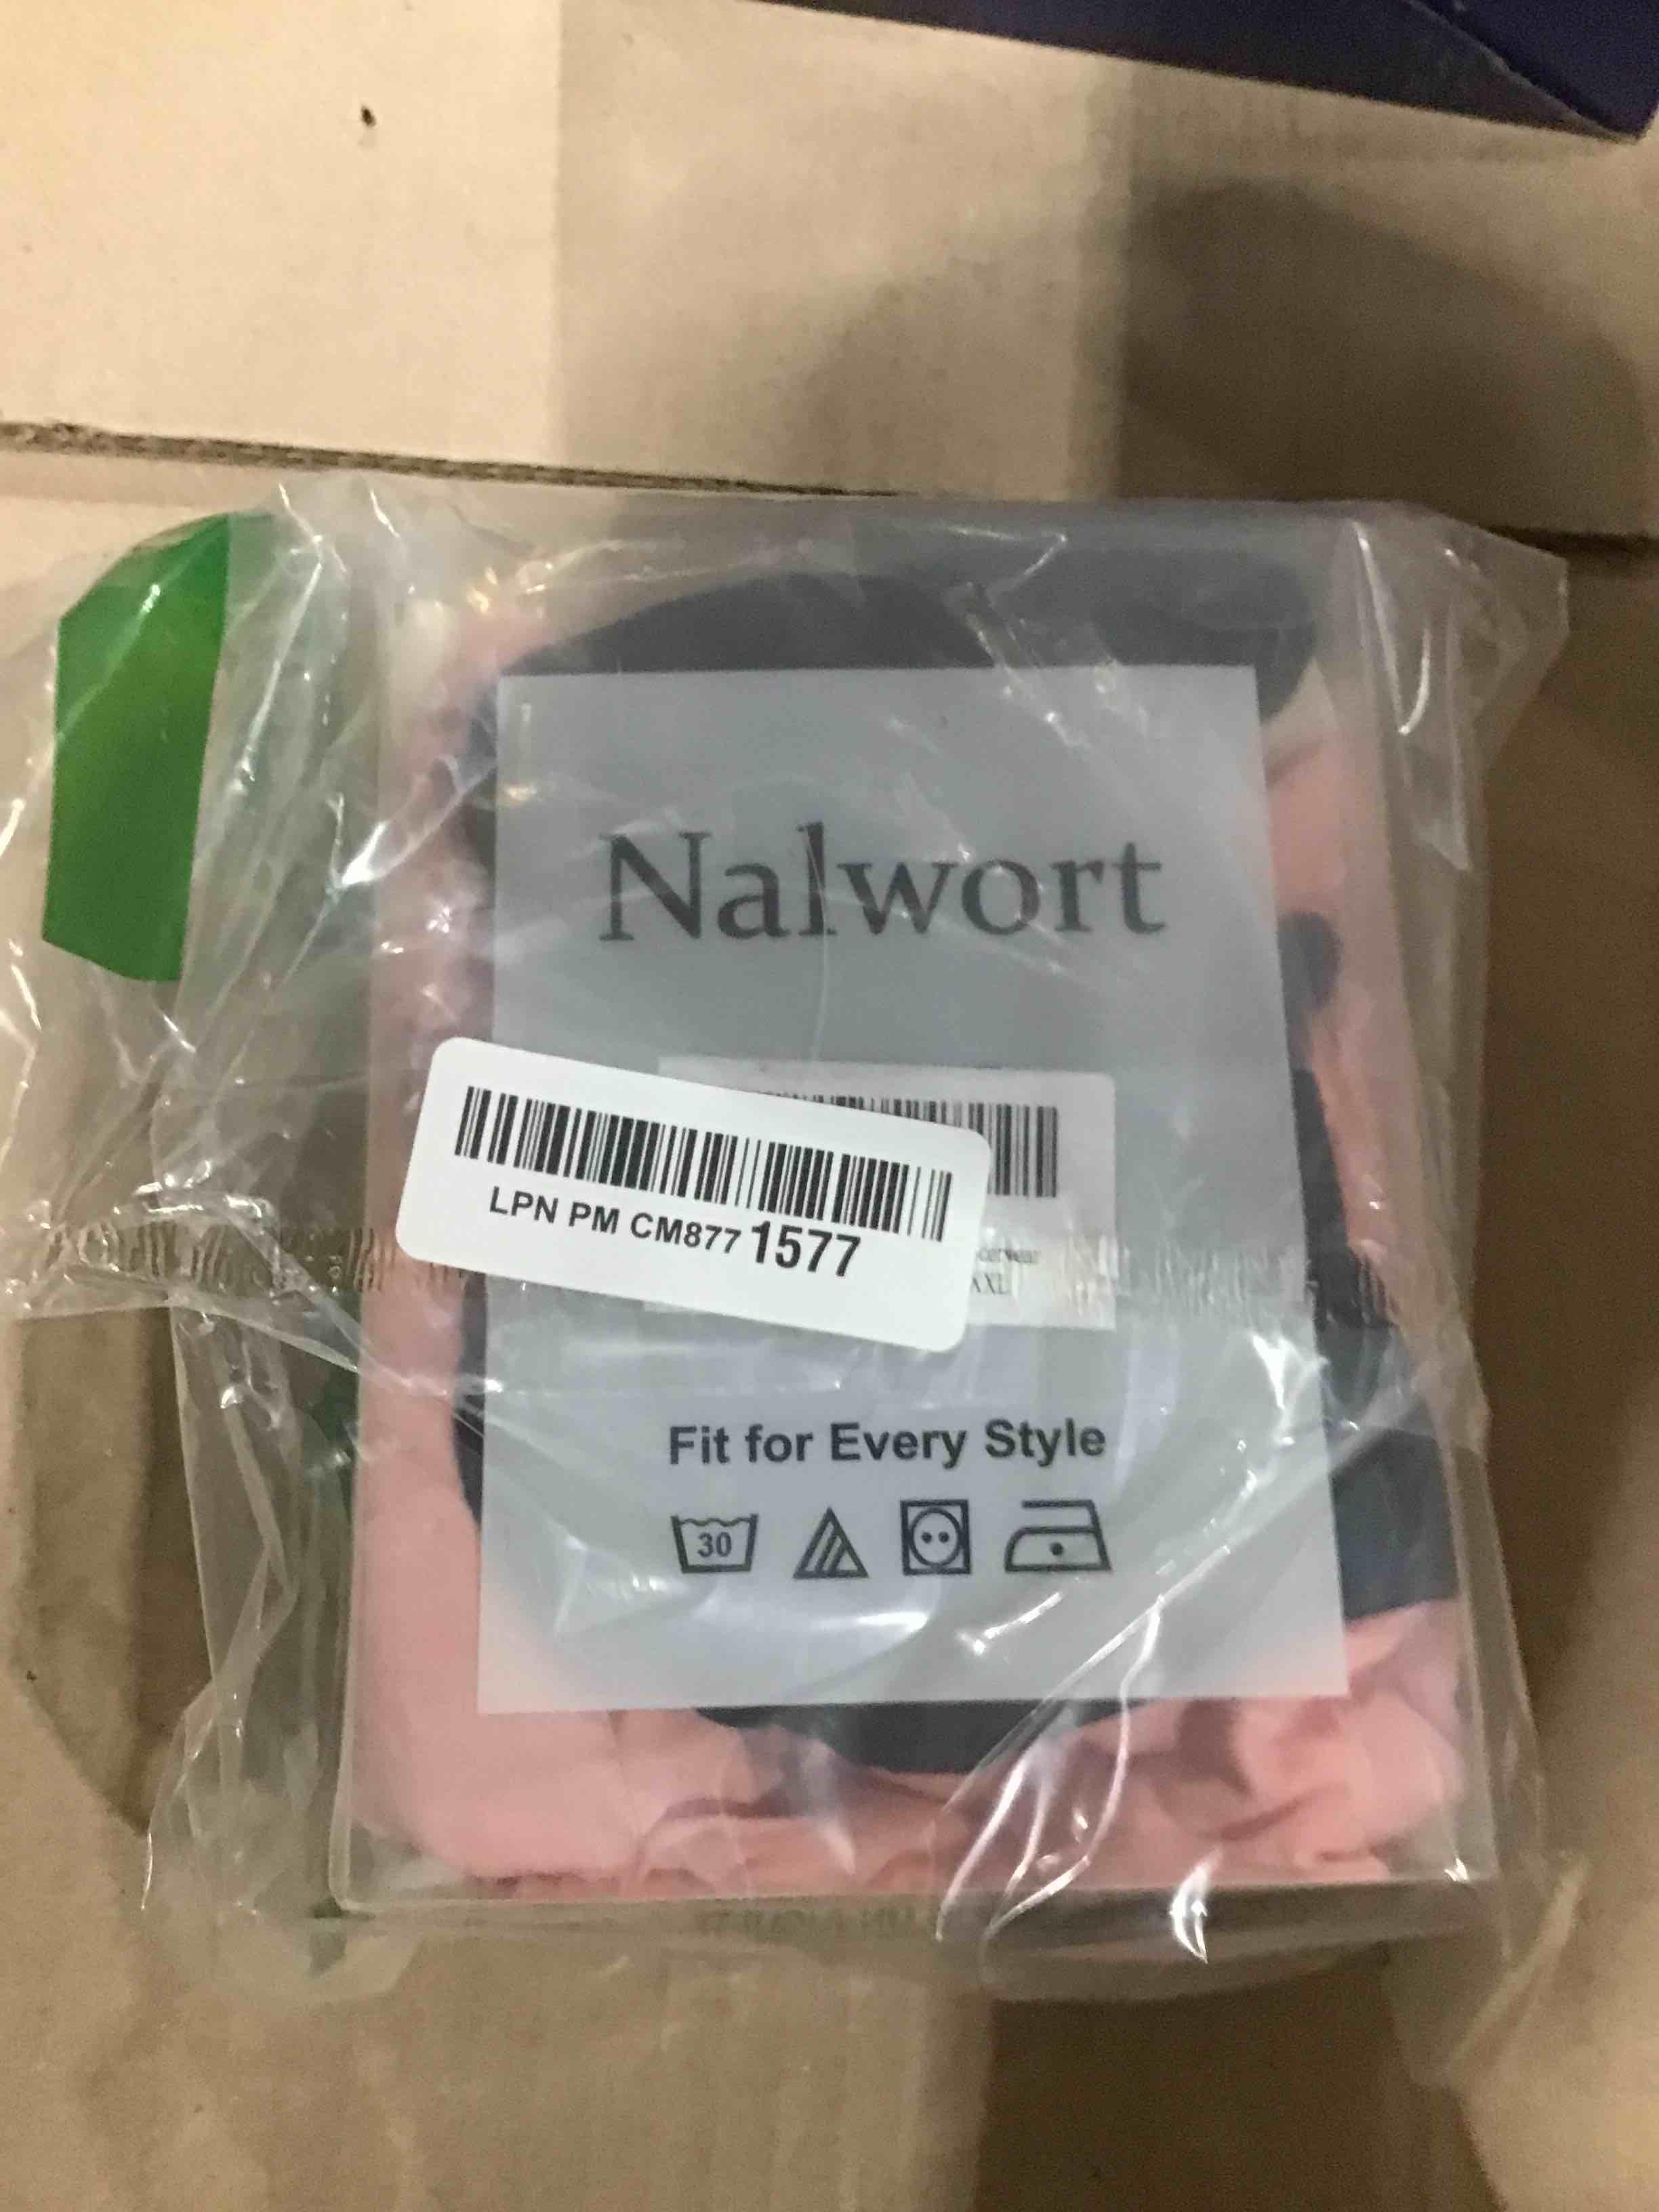 Nalwort
LPN PM CM877 1577
Fit for Every Style
30